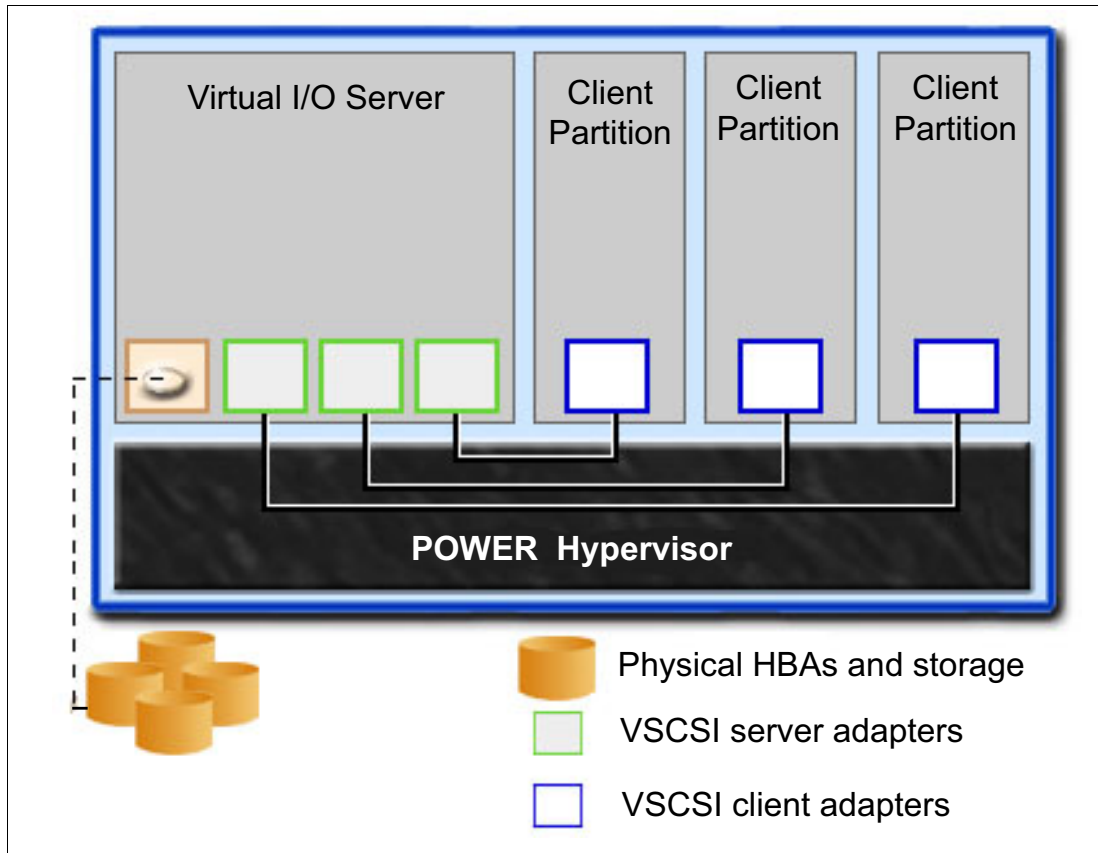 Virtual I/O Server
Client
Partition
Client
Partition
Client
Partition
POWER Hypervisor
Physical HBAs and storage
VSCSI server adapters
VSCSI client adapters